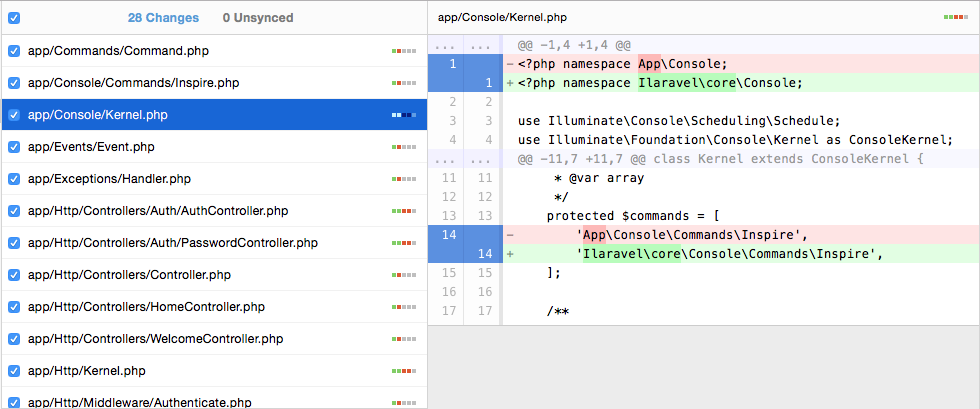 28 Changes 0 Unsynced
app/Commands/Command.php
app/Console/Commands/Inspire.php
app/Console/Kernel.php
app/Events/Event.php
app/Exceptions/Handler.php
app/Http/Controllers/Auth/AuthController.php
app/Http/Controllers/Auth/PasswordController.php
app/Http/Controllers/Controller.php
app/Http/Controllers/HomeController.php
app/Http/Controllers/WelcomeController.php
app/Http/Kernel.php
app/Http/Middleware/Authenticate.php
app/Console/Kernel.php
... ... @@ -1,4 +1,4 @@
1 -<?php namespace App\Console;
1 +<?php namespace Ilaravel\core\Console;
2 2
3 3 use Illuminate\Console\Scheduling\Schedule;
4 4 use Illuminate\Foundation\Console\Kernel as ConsoleKernel;
... ... @@ -11,7 +11,7 @@ class Kernel extends ConsoleKernel {
11 11 * @var array
12 12 */
13 13 protected $commands = [
14 - 'App\Console\Commands\Inspire',
14 + 'Ilaravel\core\Console\Commands\Inspire',
15 15 ];
16 16
17 17 /**